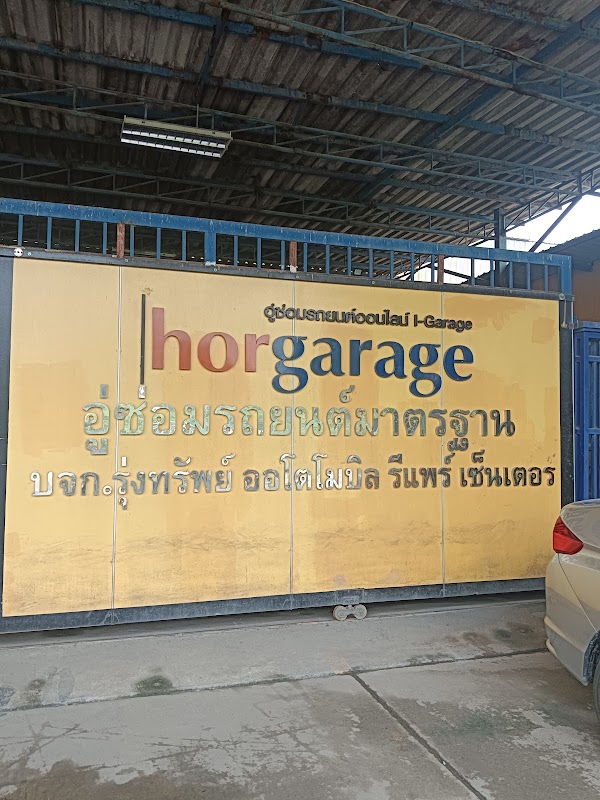 อู่ซ่อมรถยนต์ออนไลน์ I-Garage
horgarage
อู่ซ่อมรถยนต์มาตรฐาน
บจก.รุ่งทรัพย์ ออโตโมบิล รีแพร์ เซ็นเตอร์